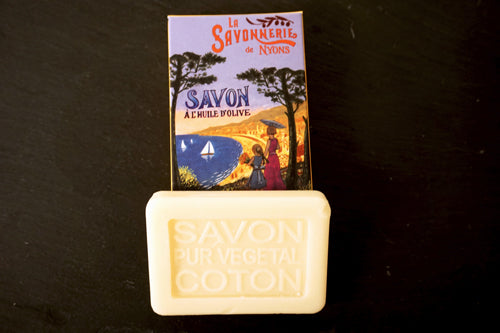 LA
SAVONNERIE
de NYONS
SAVON
À L'HUILE D'OLIVE
SAVON
PUR VEGETAL
COTON